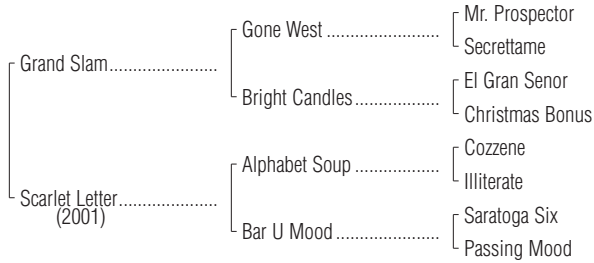 Mr. Prospector
Gone West ....................
Secrettame
Grand Slam....................
El Gran Senor
Bright Candles................
Christmas Bonus
Cozzene
Alphabet Soup ................
Illiterate
Scarlet Letter..................
(2001)
Saratoga Six
Bar U Mood ...................
Passing Mood